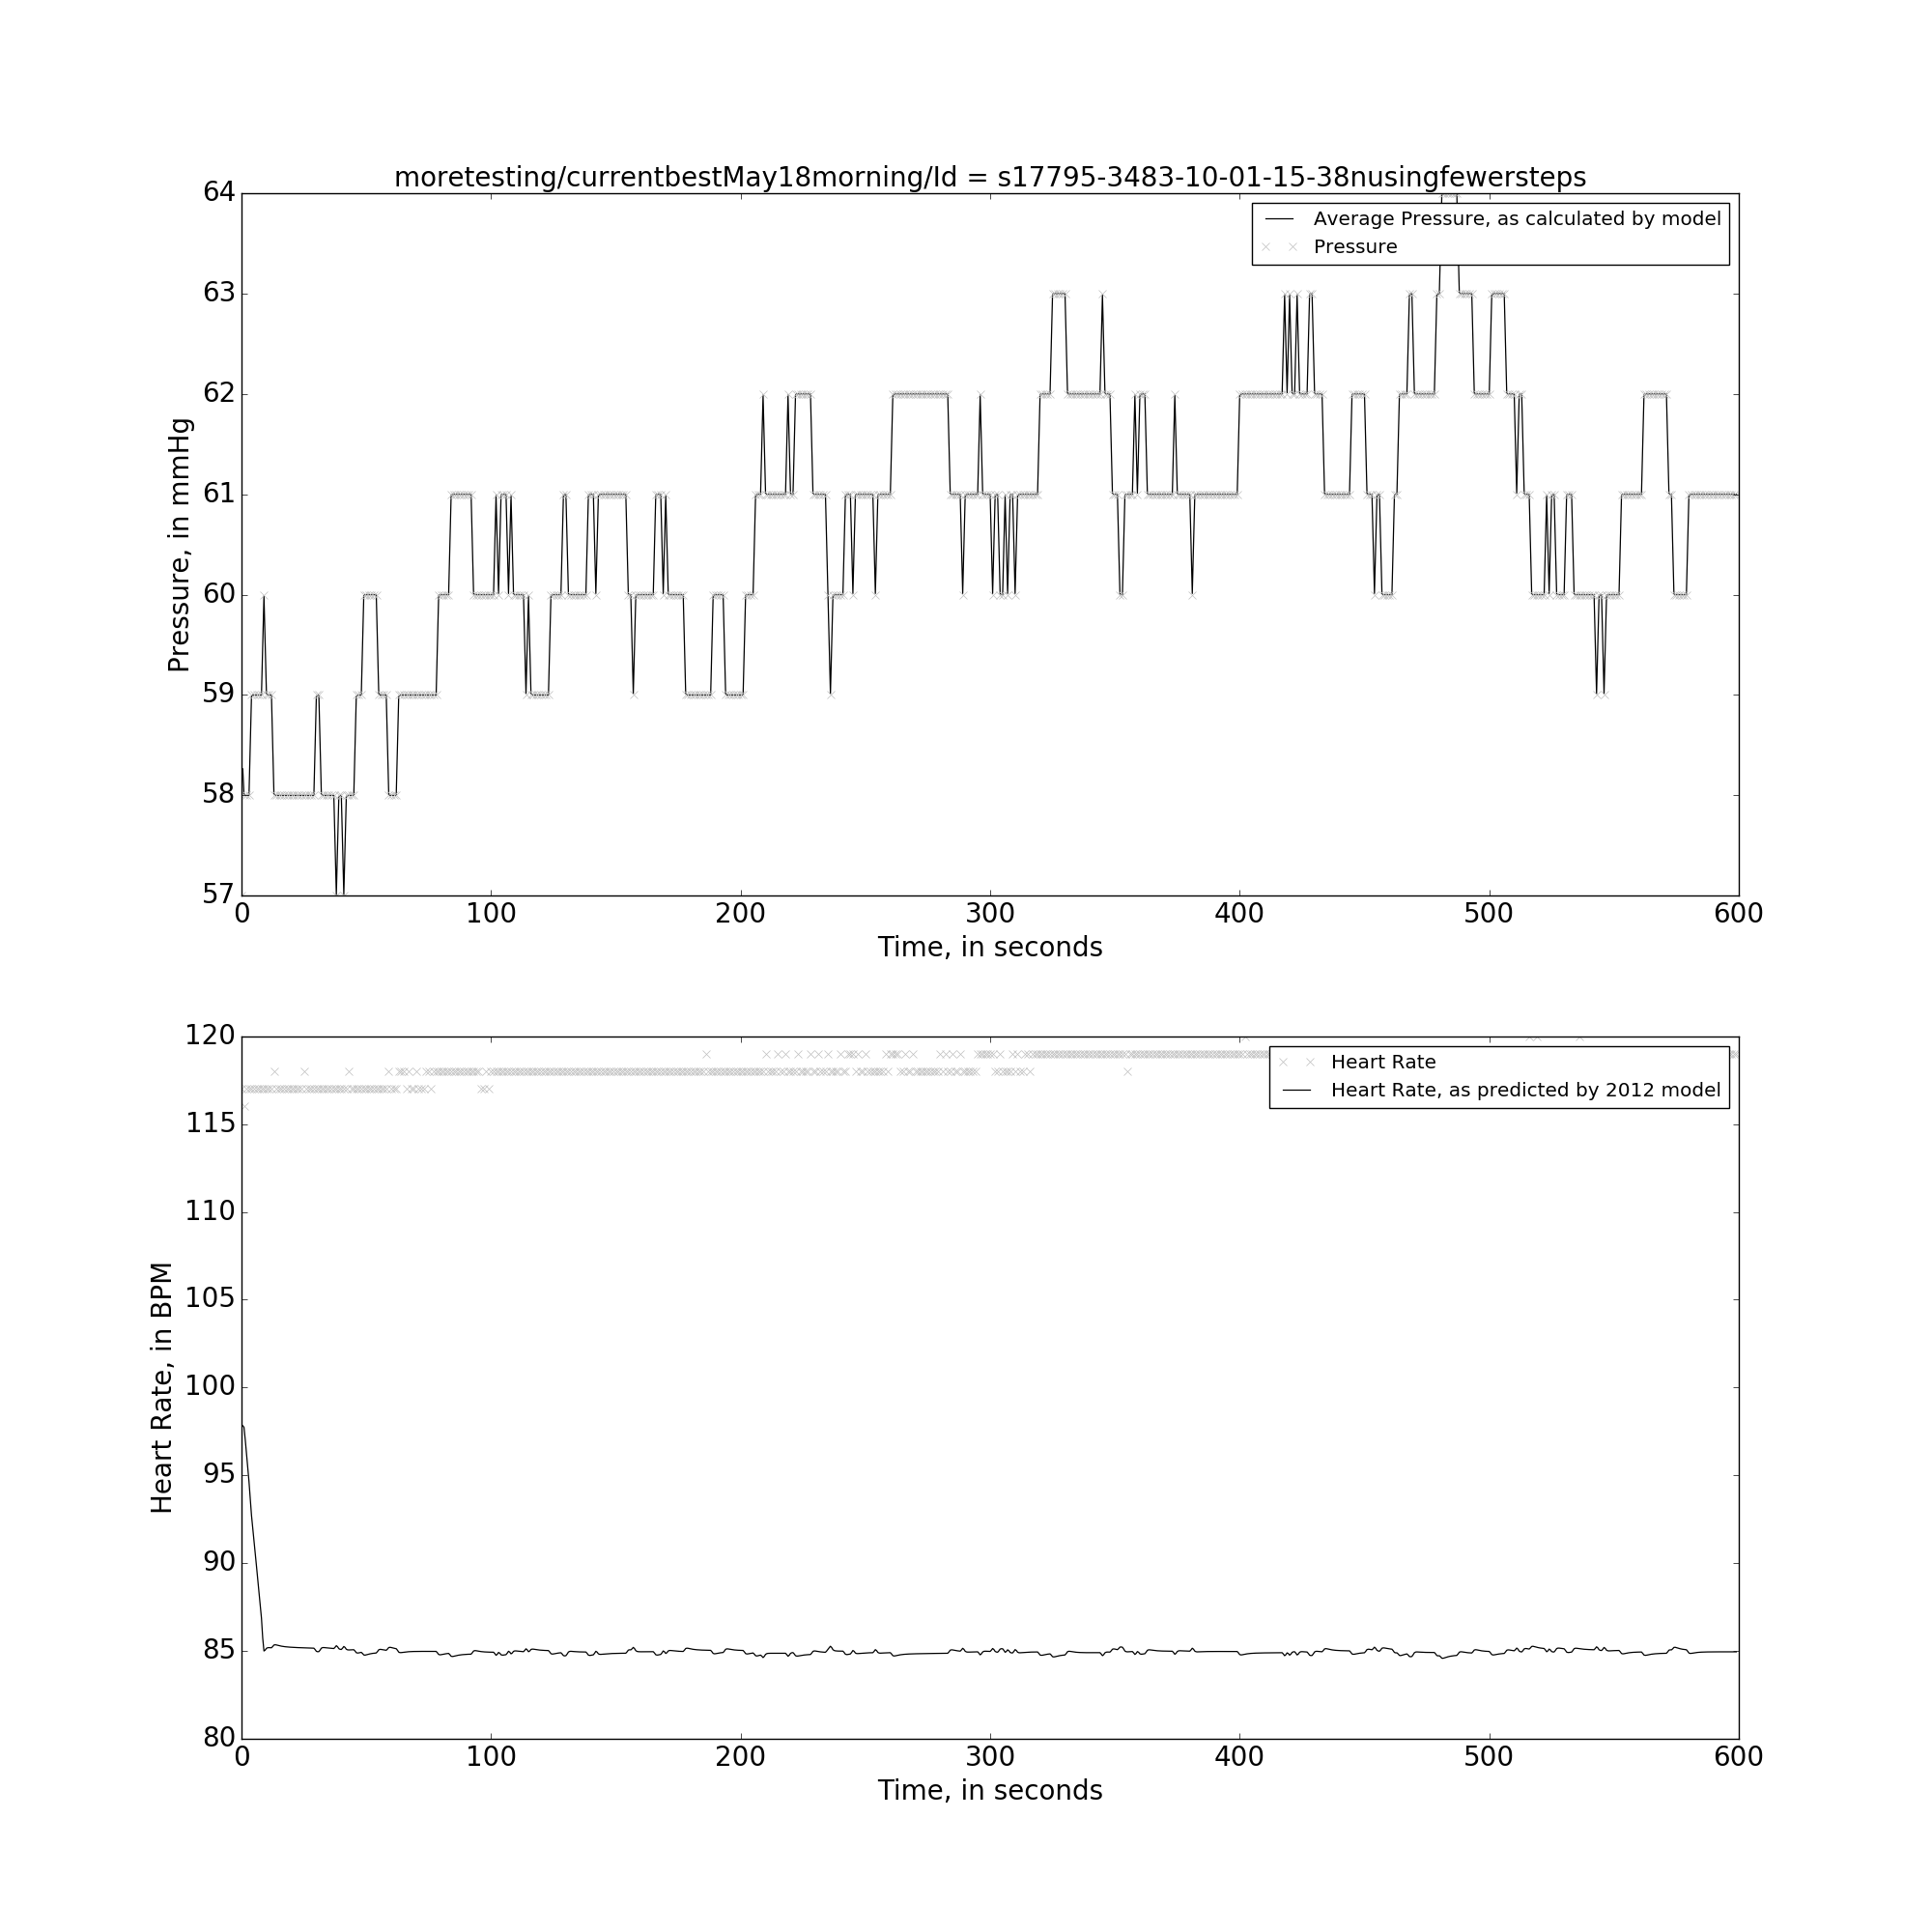 moretesting/currentbestMay18morning/Id = s17795-3483-10-01-15-38nusingfewersteps
64
63
62
61
60
59
58
57
Pressure, in mmHg
Average Pressure, as calculated by model
Pressure
0 100 200 300 400 500 600
Time, in seconds
120
115
110
105
100
95
90
85
80
Heart Rate, in BPM
Heart Rate
Heart Rate, as predicted by 2012 model
0 100 200 300 400 500 600
Time, in seconds